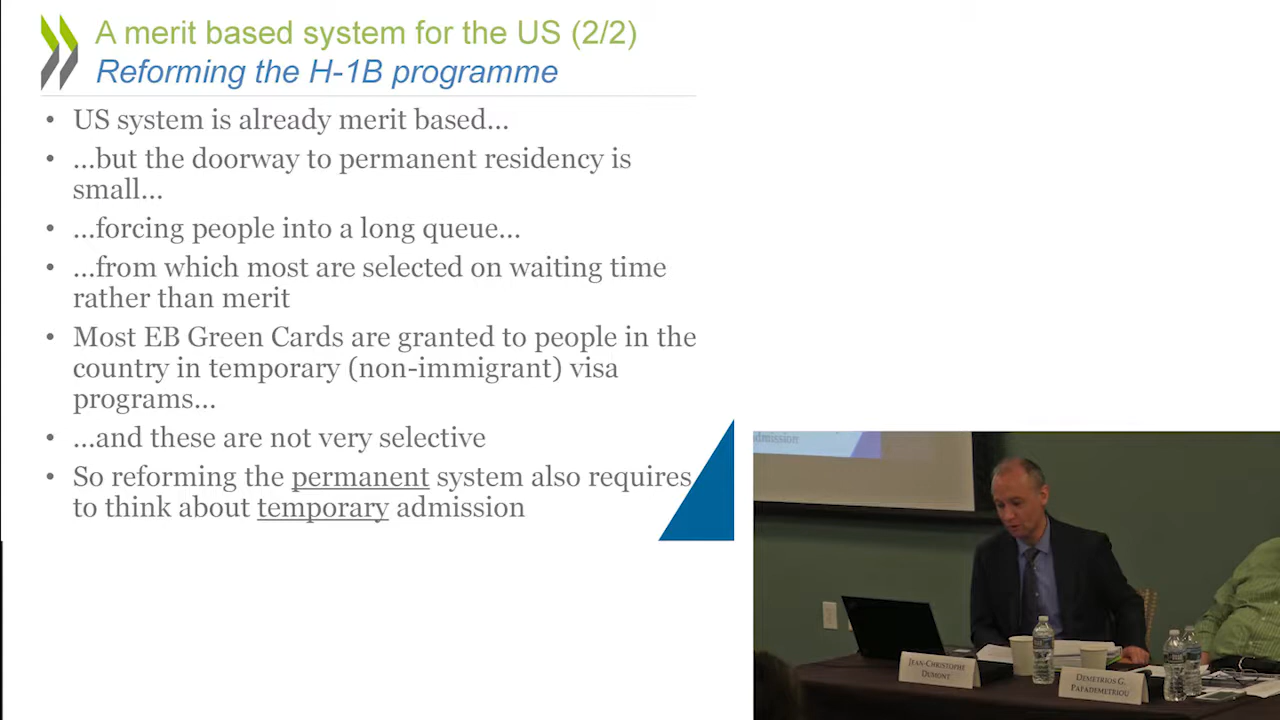 A merit based system for the US (2/2)
Reforming the H-1B programme
• US system is already merit based...
• ...but the doorway to permanent residency is
small...
• ...forcing people into a long queue...
• ...from which most are selected on waiting time
rather than merit
• Most EB Green Cards are granted to people in the
country in temporary (non-immigrant) visa
programs...
• ...and these are not very selective
• So reforming the permanent system also requires
to think about temporary admission
admission
JEAN-CHRISTOPHE
DUMONT
DEMETRIOS G.
PAPADEMETRIOU